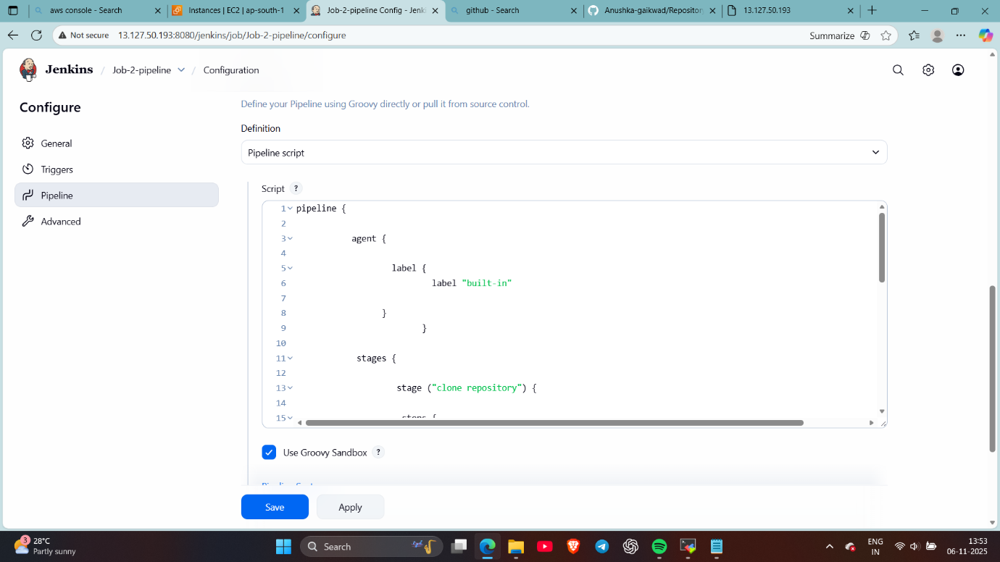 aws console - Search
Instances | EC2 | ap-south-1
Job-2-pipeline Config - Jenk
github - Search
Anushka-gaikwad/Repository
13.127.50.193
Not secure 13.127.50.193:8080/jenkins/job/Job-2-pipeline/configure Summarize
Jenkins / Job-2-pipeline / Configuration
Configure
General
Triggers
Pipeline
Advanced
Define your Pipeline using Groovy directly or pull it from source control.
Definition
Pipeline script
Script ?
1 pipeline {
2
3 agent {
4
5 label {
6 label "built-in"
7
8 }
9 }
10
11 stages {
12
13 stage ("clone repository") {
14
15 steps {
Use Groovy Sandbox ?
Save Apply
3
28°C
Partly sunny
Search
ENG
IN
13:53
06-11-2025